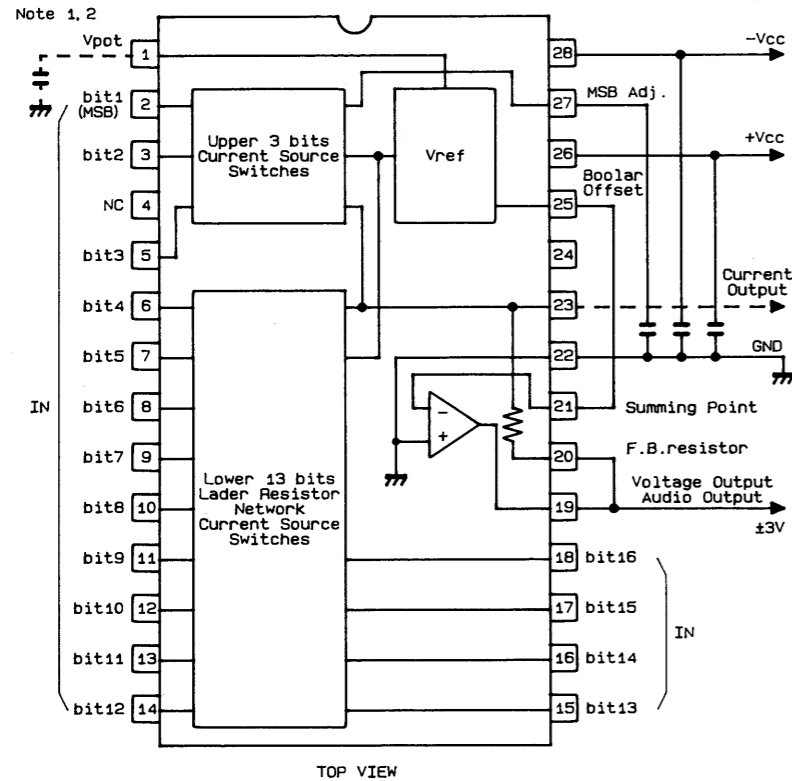 Note 1, 2
Vpot
1
28
-Vcc
bit1
(MSB)
2
27
MSB Adj.
Upper 3 bits
Current Source
Switches
bit2
3
Vref
26
+Vcc
NC
4
Boolar
Offset
25
bit3
5
24
bit4
6
23
Current
Output
bit5
7
22
GND
IN
bit6
8
-
+
21
Summing Point
bit7
9
20
F.B.resistor
Lower 13 bits
Lader Resistor
Network
Current Source
Switches
bit8
10
19
Voltage Output
Audio Output
±3V
bit9
11
18
bit16
bit10
12
17
bit15
IN
bit11
13
16
bit14
bit12
14
15
bit13
TOP VIEW